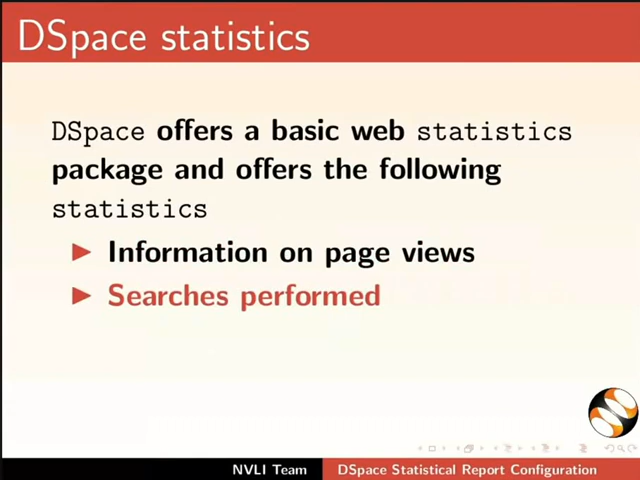 DSpace statistics
DSpace offers a basic web statistics
package and offers the following
statistics
Information on page views
Searches performed
NVLI Team
DSpace Statistical Report Configuration